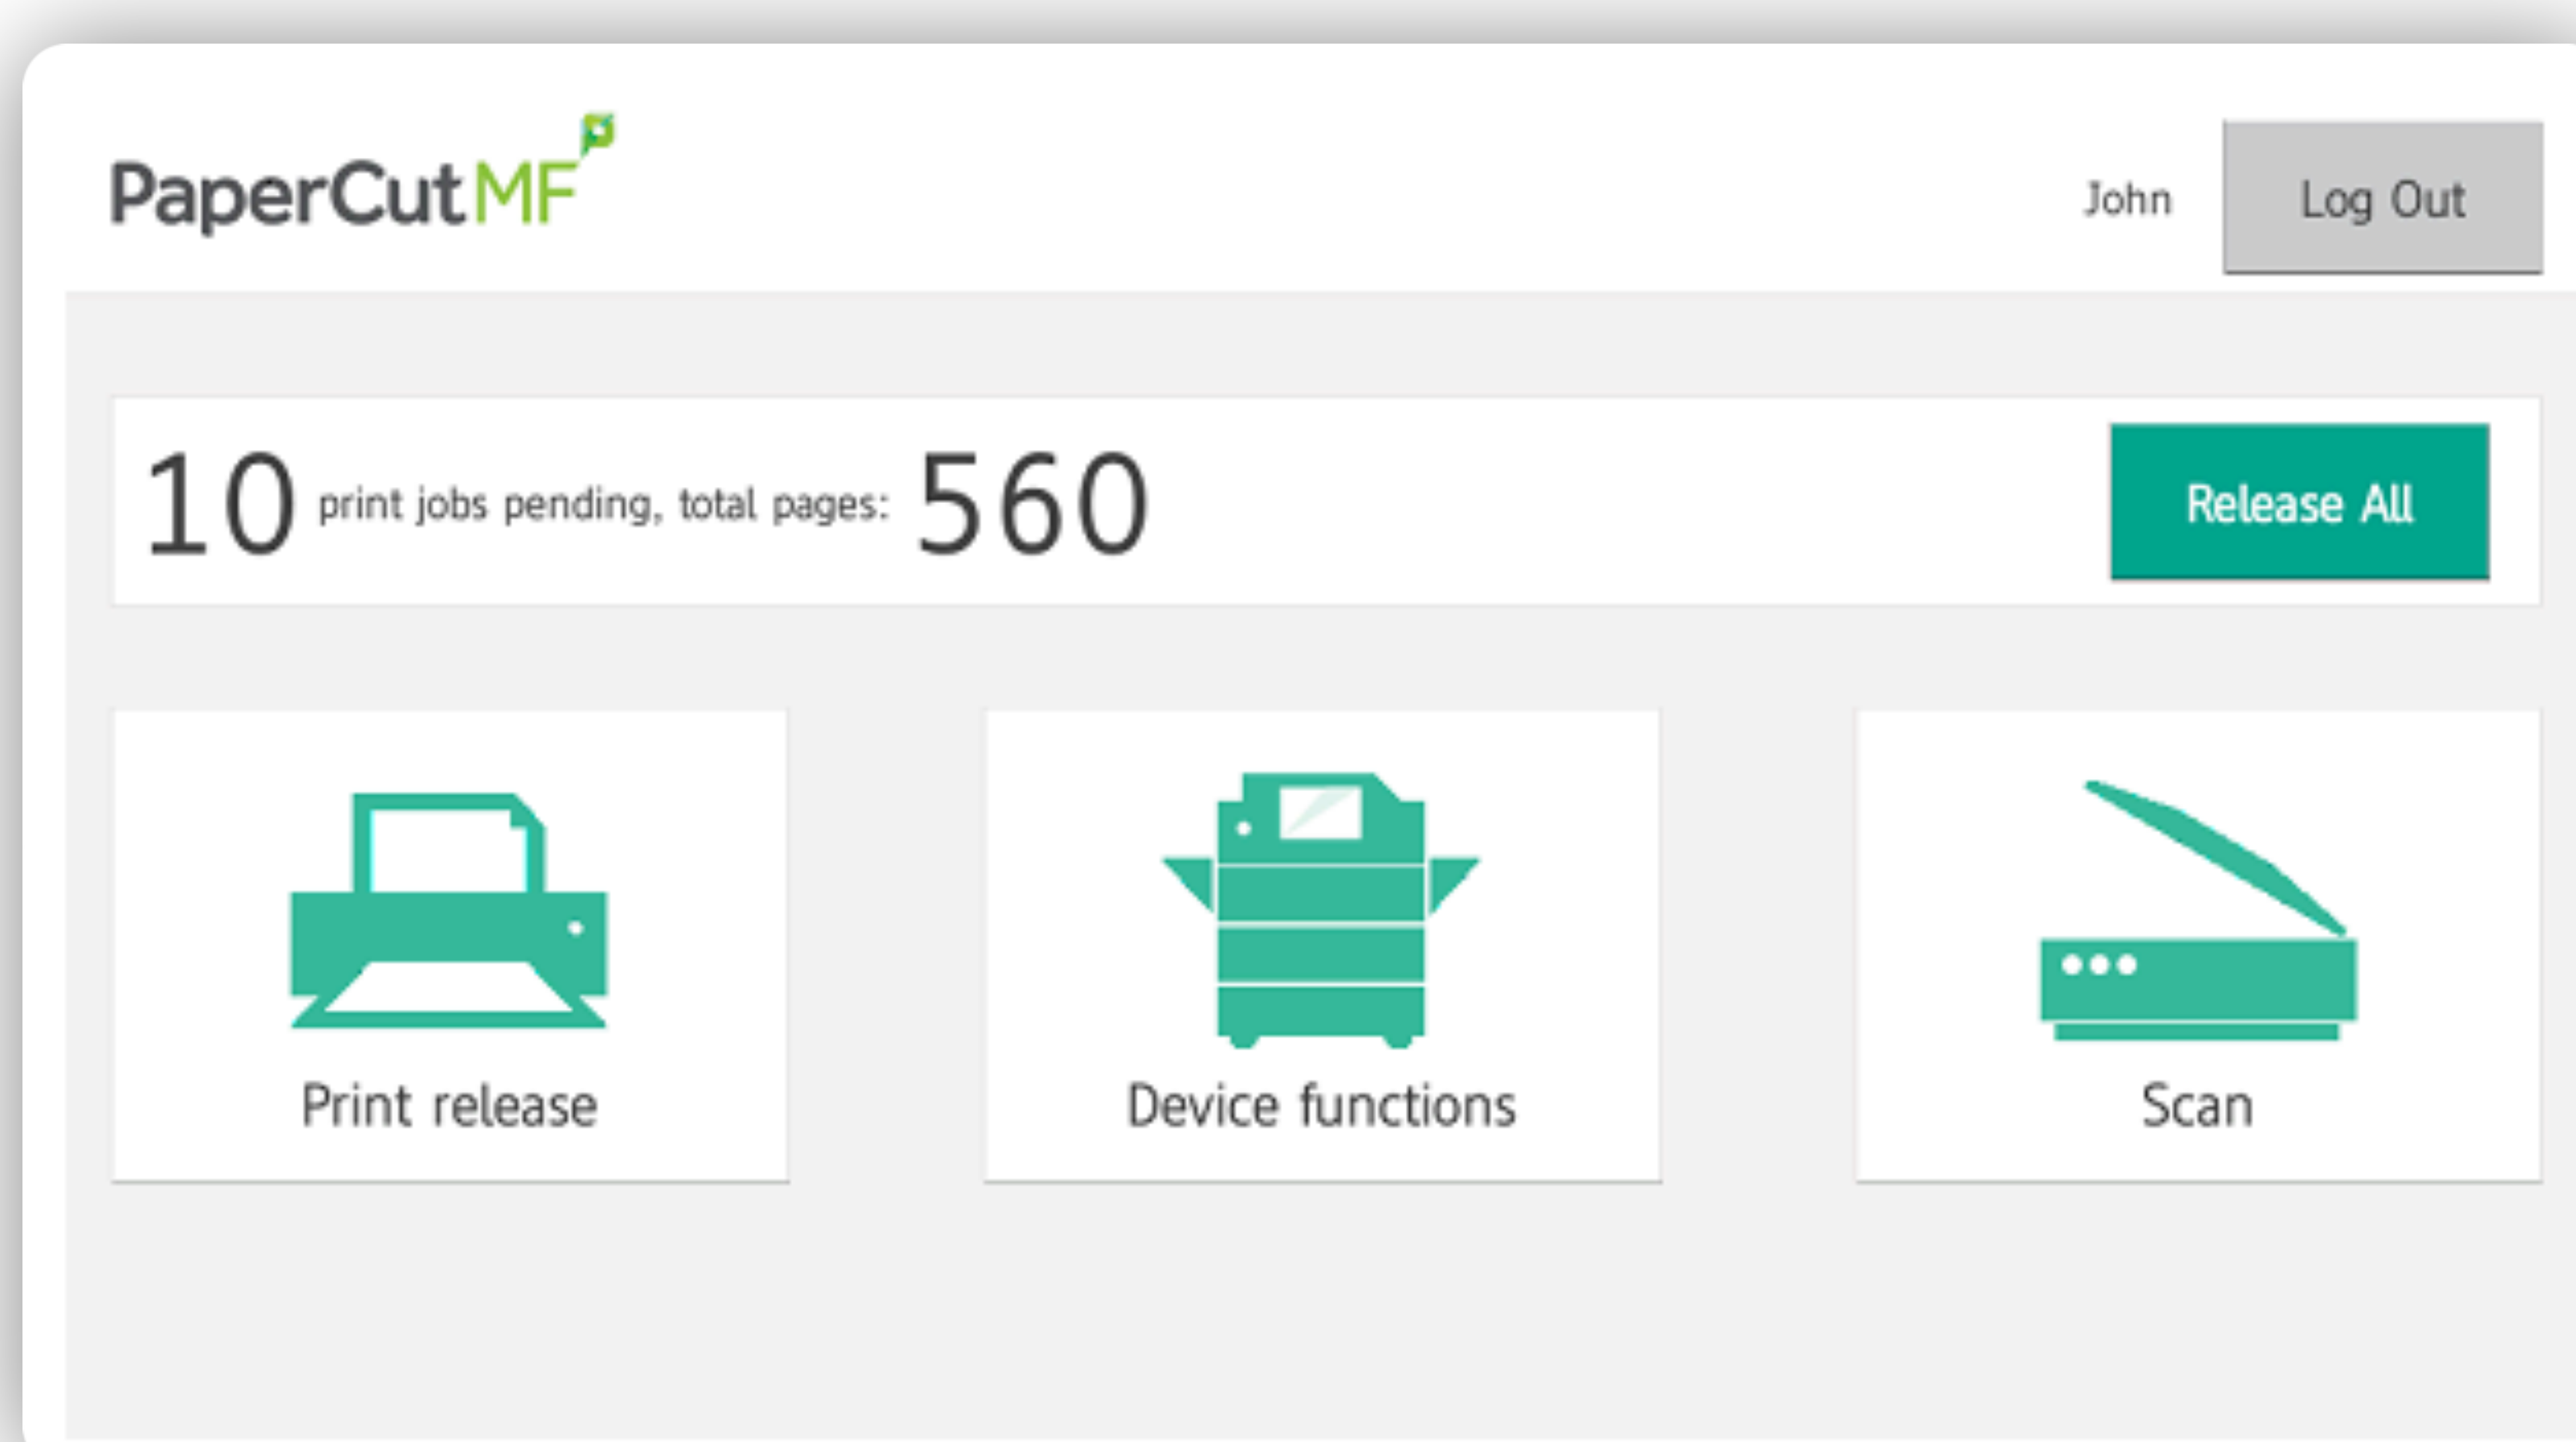 PaperCut MF
John
Log Out
10 print jobs pending, total pages: 560
Release All
Print release
Device functions
Scan